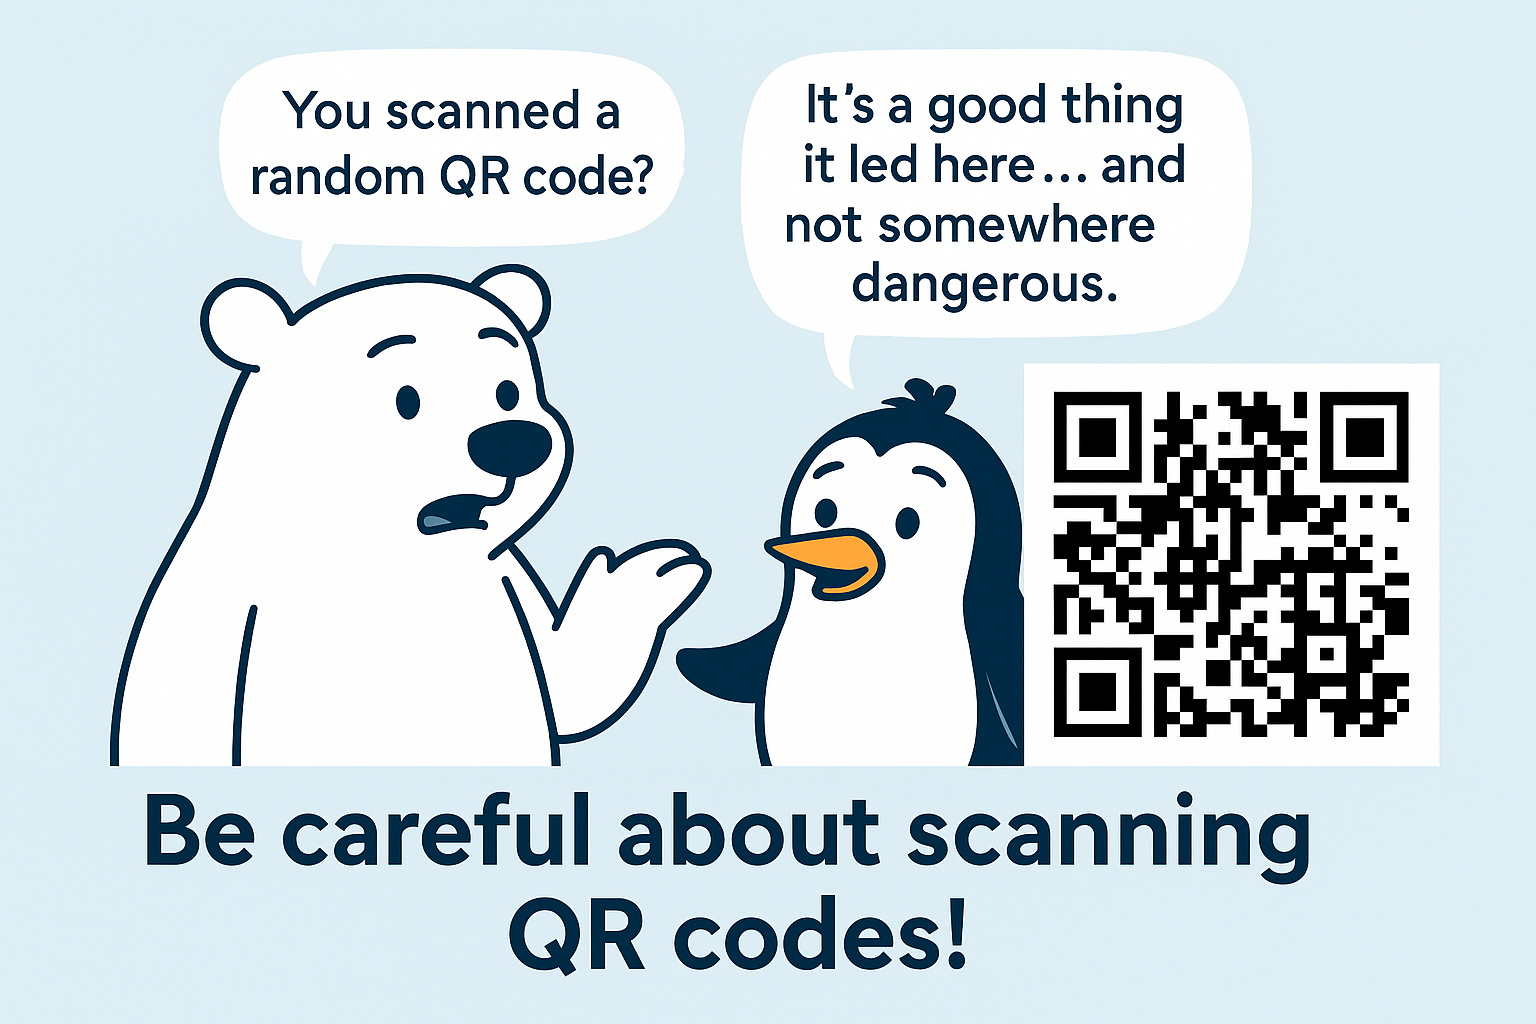 You scanned a
random QR code?
It's a good thing
it led here... and
not somewhere
dangerous.
Be careful about scanning
QR codes!